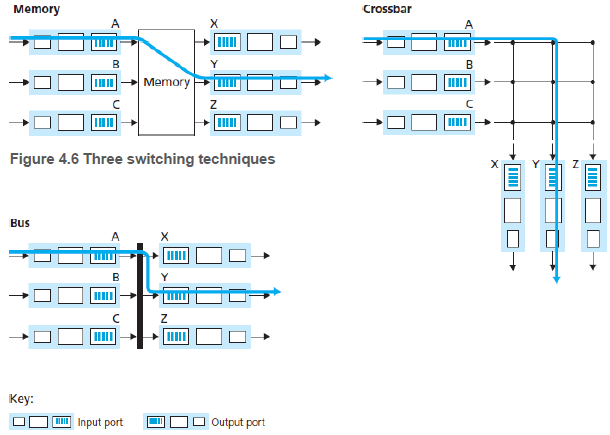 Memory
A
B
C
Memory
X
Y
Z
Crossbar
A
B
C
X
Y
Z
Figure 4.6 Three switching techniques
Bus
A
B
C
X
Y
Z
Key:
Input port
Output port